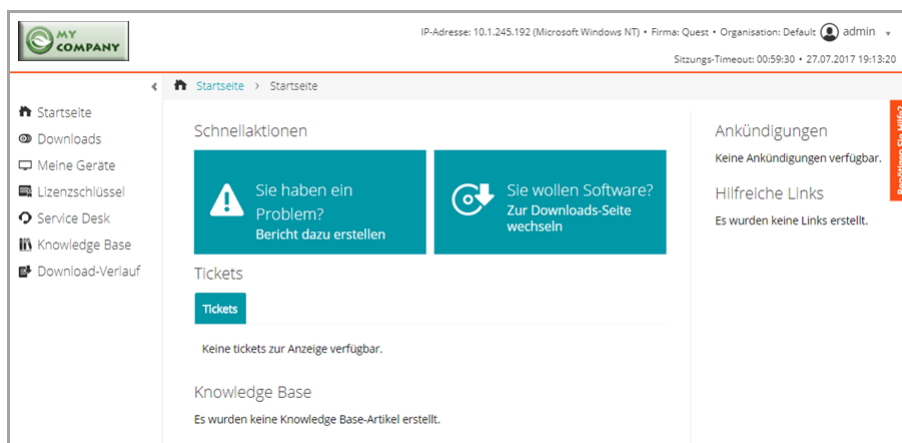 MY
COMPANY
IP-Adresse: 10.1.245.192 (Microsoft Windows NT) • Firma: Quest • Organisation: Default admin
Sitzungs-Timeout: 00:59:30 • 27.07.2017 19:13:20
Startseite › Startseite
Startseite
Downloads
Meine Geräte
Lizenzschlüssel
Service Desk
Knowledge Base
Download-Verlauf
Schnellaktionen
Sie haben ein
Problem?
Bericht dazu erstellen
Sie wollen Software?
Zur Downloads-Seite
wechseln
Tickets
Tickets
Keine tickets zur Anzeige verfügbar.
Knowledge Base
Es wurden keine Knowledge Base-Artikel erstellt.
Ankündigungen
Keine Ankündigungen verfügbar.
Hilfreiche Links
Es wurden keine Links erstellt.
Benötigen Sie Hilfe?